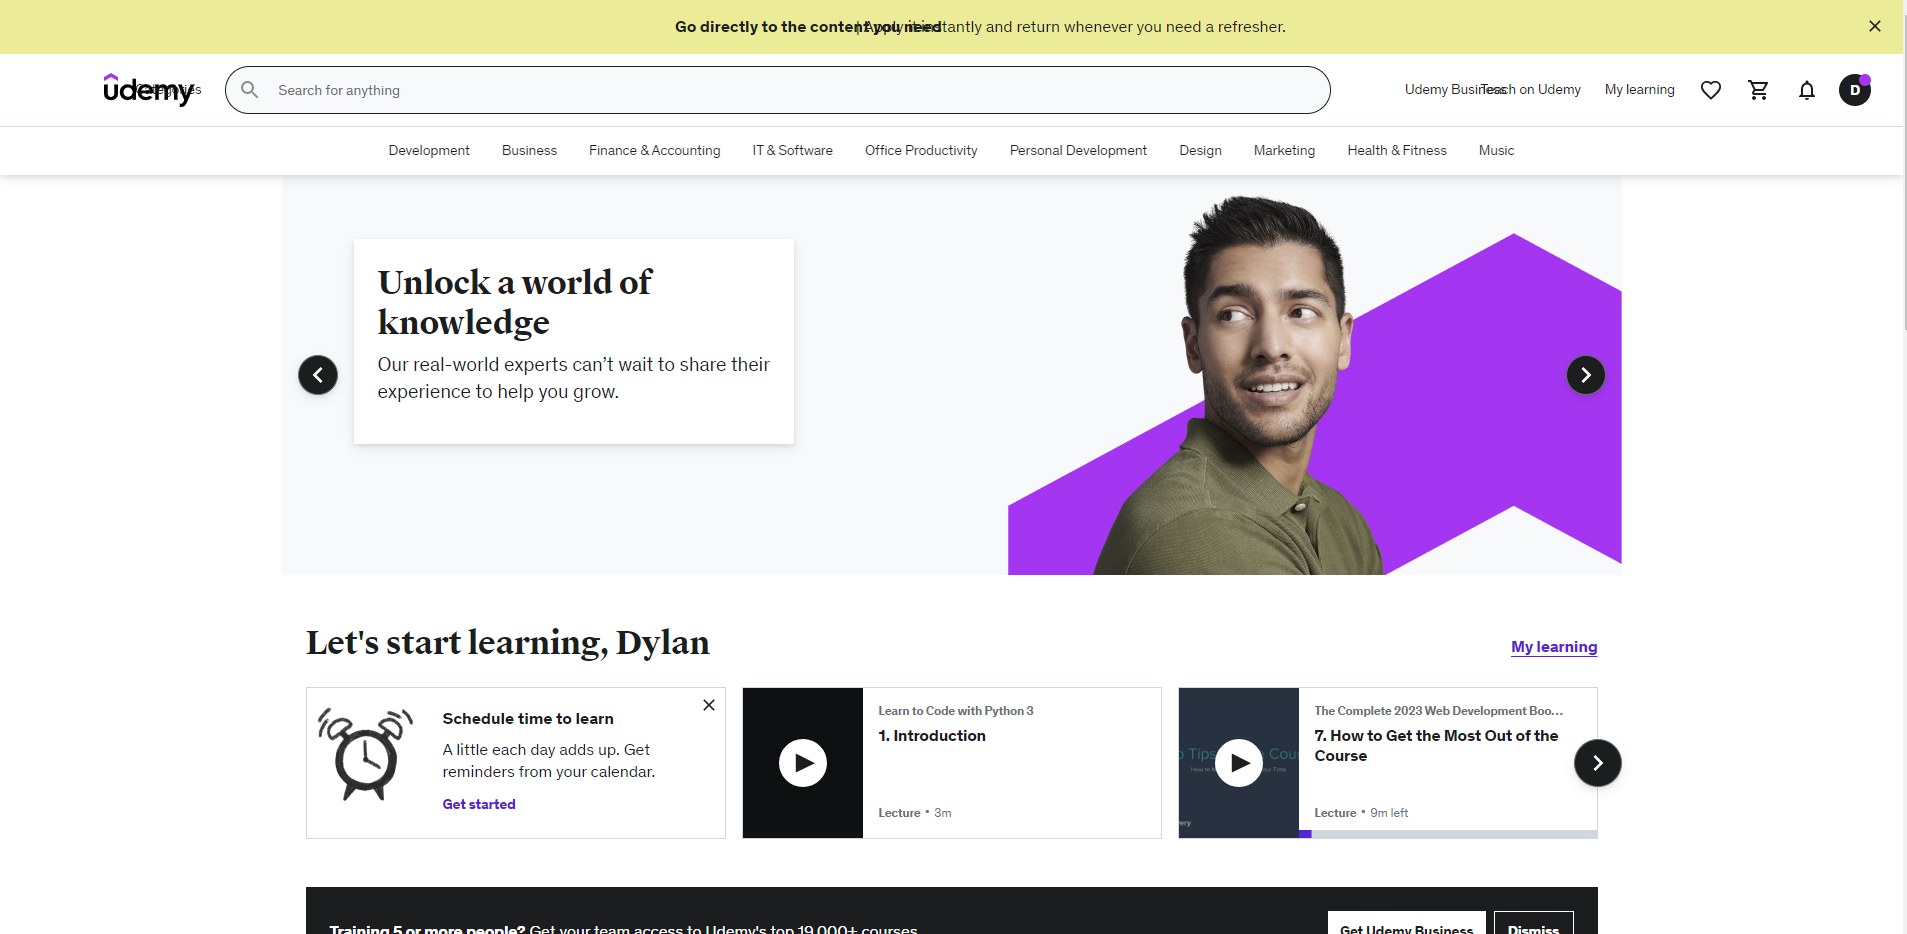 Go directly to the content you need | Apply it instantly and return whenever you need a refresher.
udemy
Categories
Search for anything
Udemy Business
Teach on Udemy
My learning
D
Development
Business
Finance & Accounting
IT & Software
Office Productivity
Personal Development
Design
Marketing
Health & Fitness
Music
Unlock a world of
knowledge
Our real-world experts can’t wait to share their
experience to help you grow.
Let's start learning, Dylan
My learning
Schedule time to learn
A little each day adds up. Get
reminders from your calendar.
Get started
Learn to Code with Python 3
1. Introduction
Lecture • 3m
The Complete 2023 Web Development Boo…
7. How to Get the Most Out of the
Course
Lecture • 9m left
Training 5 or more people? Get your team access to Udemy's top 19,000+ courses
Get Udemy Business
Dismiss